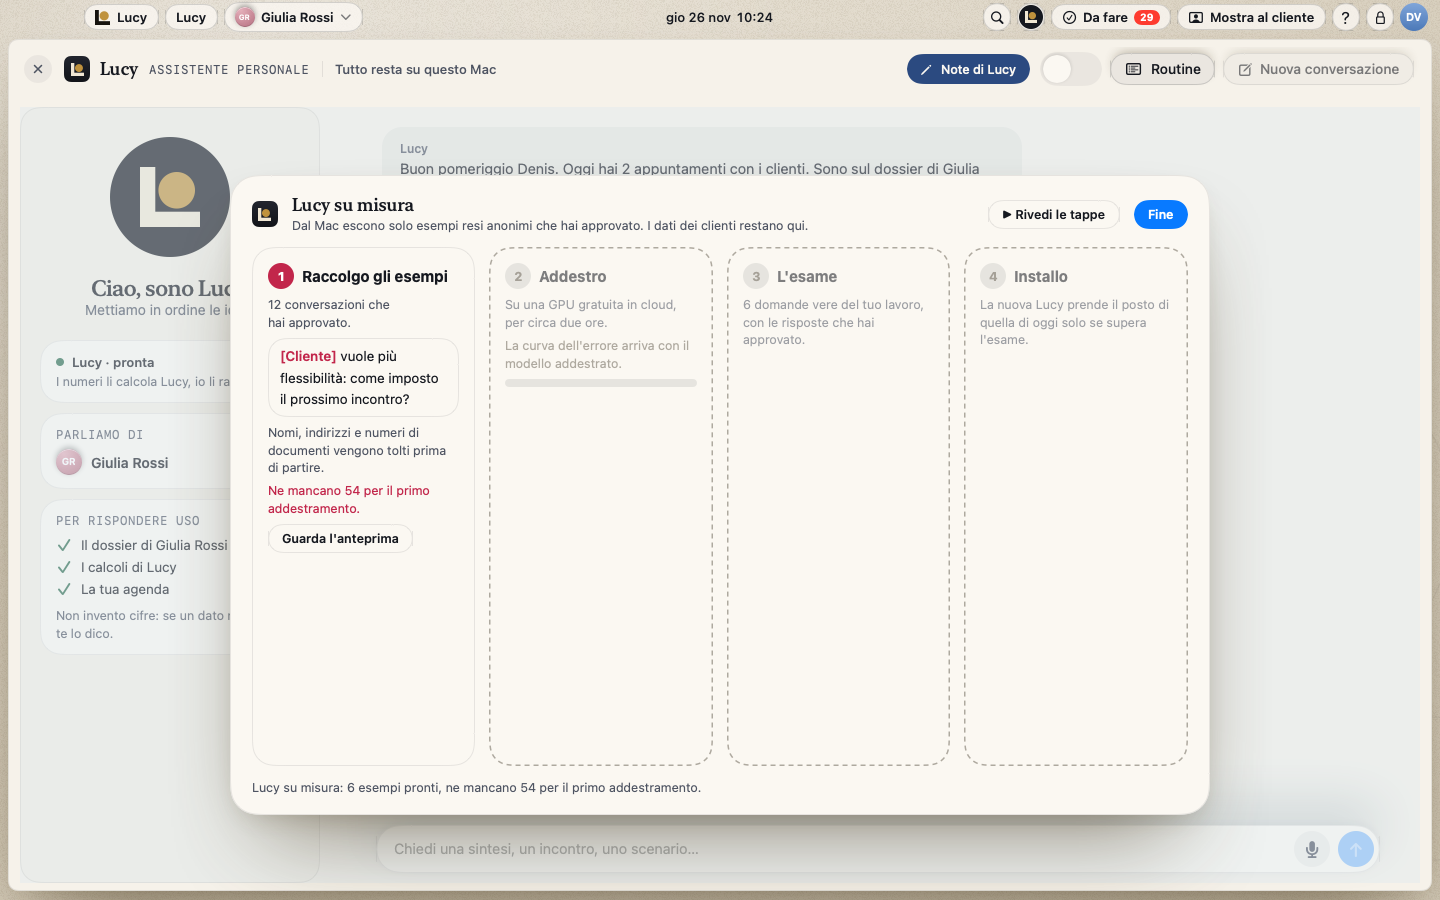 Lucy
Lucy
GR
Giulia Rossi
gio 26 nov 10:24
Da fare 29
Mostra al cliente
?
DV
Lucy ASSISTENTE PERSONALE
Tutto resta su questo Mac
Note di Lucy
Routine
Nuova conversazione
Ciao, sono Luc
Mettiamo in ordine le i
Lucy · pronta
I numeri li calcola Lucy, io li ra
PARLIAMO DI
GR
Giulia Rossi
PER RISPONDERE USO
Il dossier di Giulia Rossi
I calcoli di Lucy
La tua agenda
Non invento cifre: se un dato
te lo dico.
Lucy
Buon pomeriggio Denis. Oggi hai 2 appuntamenti con i clienti. Sono sul dossier di Giulia
Lucy su misura
Dal Mac escono solo esempi resi anonimi che hai approvato. I dati dei clienti restano qui.
Rivedi le tappe
Fine
1 Raccolgo gli esempi
12 conversazioni che
hai approvato.
[Cliente] vuole più
flessibilità: come imposto
il prossimo incontro?
Nomi, indirizzi e numeri di
documenti vengono tolti prima
di partire.
Ne mancano 54 per il primo
addestramento.
Guarda l'anteprima
2 Addestro
Su una GPU gratuita in cloud,
per circa due ore.
La curva dell'errore arriva con il
modello addestrato.
3 L'esame
6 domande vere del tuo lavoro,
con le risposte che hai
approvato.
4 Installo
La nuova Lucy prende il posto di
quella di oggi solo se supera
l'esame.
Lucy su misura: 6 esempi pronti, ne mancano 54 per il primo addestramento.
Chiedi una sintesi, un incontro, uno scenario...